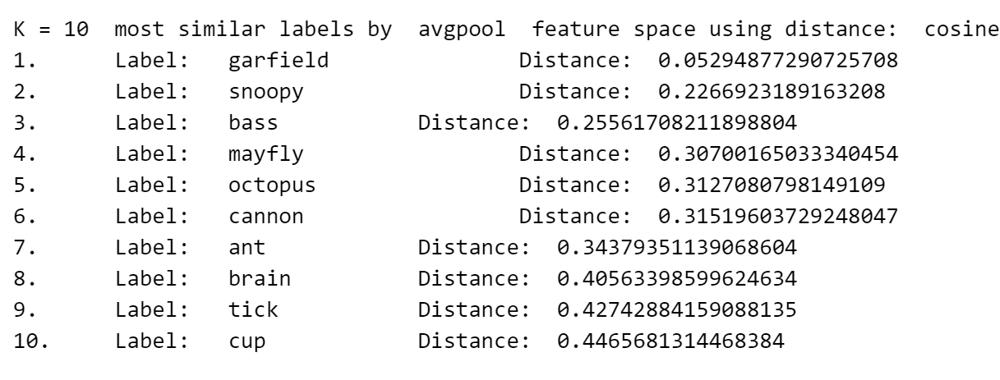 K = 10  most similar labels by  avgpool  feature space using distance:  cosine
1.      Label:   garfield               Distance:  0.05294877290725708
2.      Label:   snoopy                 Distance:  0.2266923189163208
3.      Label:   bass           Distance:  0.25561708211898804
4.      Label:   mayfly                 Distance:  0.30700165033340454
5.      Label:   octopus                Distance:  0.3127080798149109
6.      Label:   cannon                 Distance:  0.31519603729248047
7.      Label:   ant            Distance:  0.34379351139068604
8.      Label:   brain          Distance:  0.40563398599624634
9.      Label:   tick           Distance:  0.42742884159088135
10.     Label:   cup            Distance:  0.4465681314468384